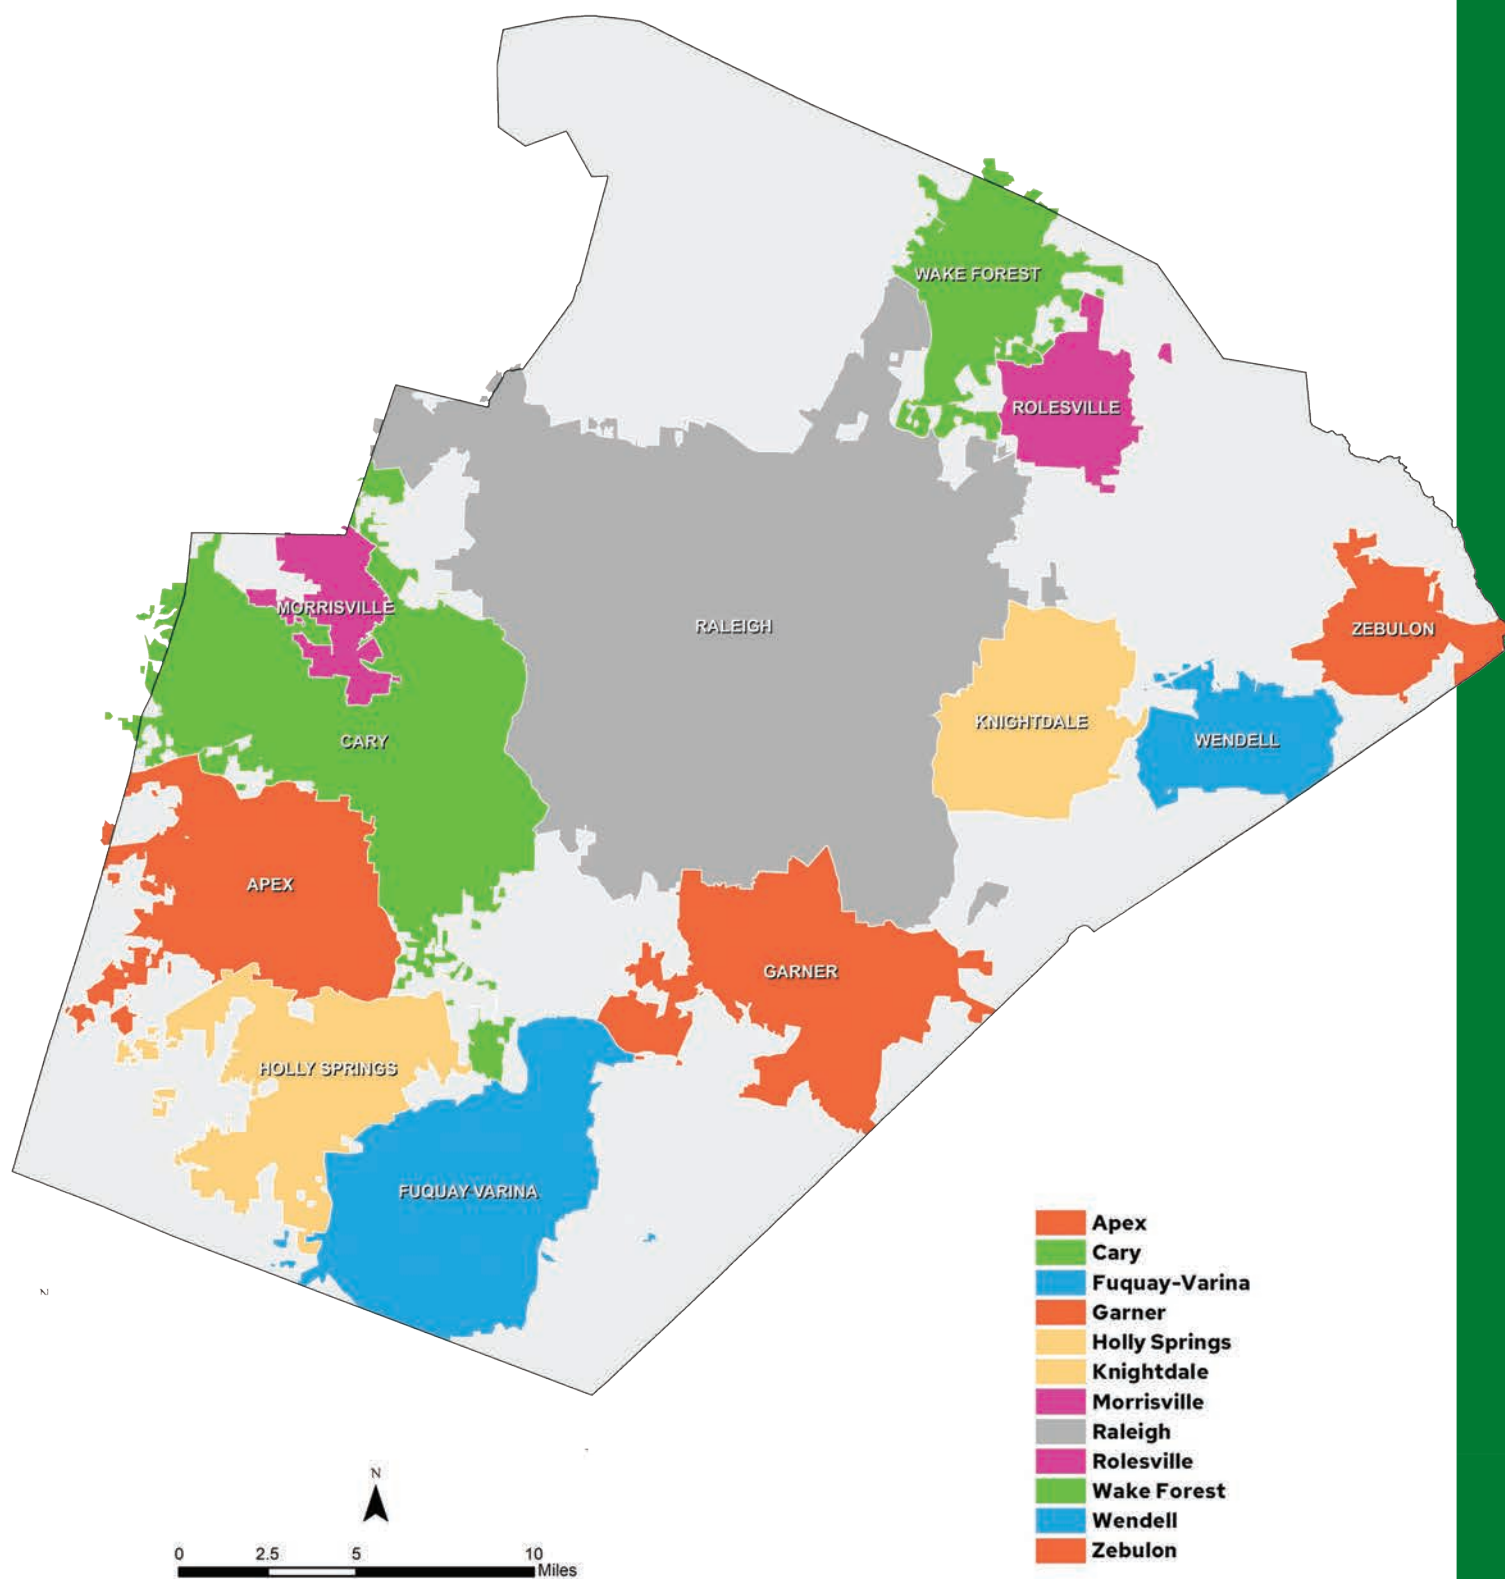 WAKE FOREST
ROLESVILLE
MORRISVILLE
RALEIGH
ZEBULON
KNIGHTDALE
CARY
WENDELL
APEX
GARNER
HOLLY SPRINGS
FUQUAY-VARINA
Apex
Cary
Fuquay-Varina
Garner
Holly Springs
Knightdale
Morrisville
Raleigh
Rolesville
Wake Forest
Wendell
Zebulon
N
N
0 2.5 5 10
Miles